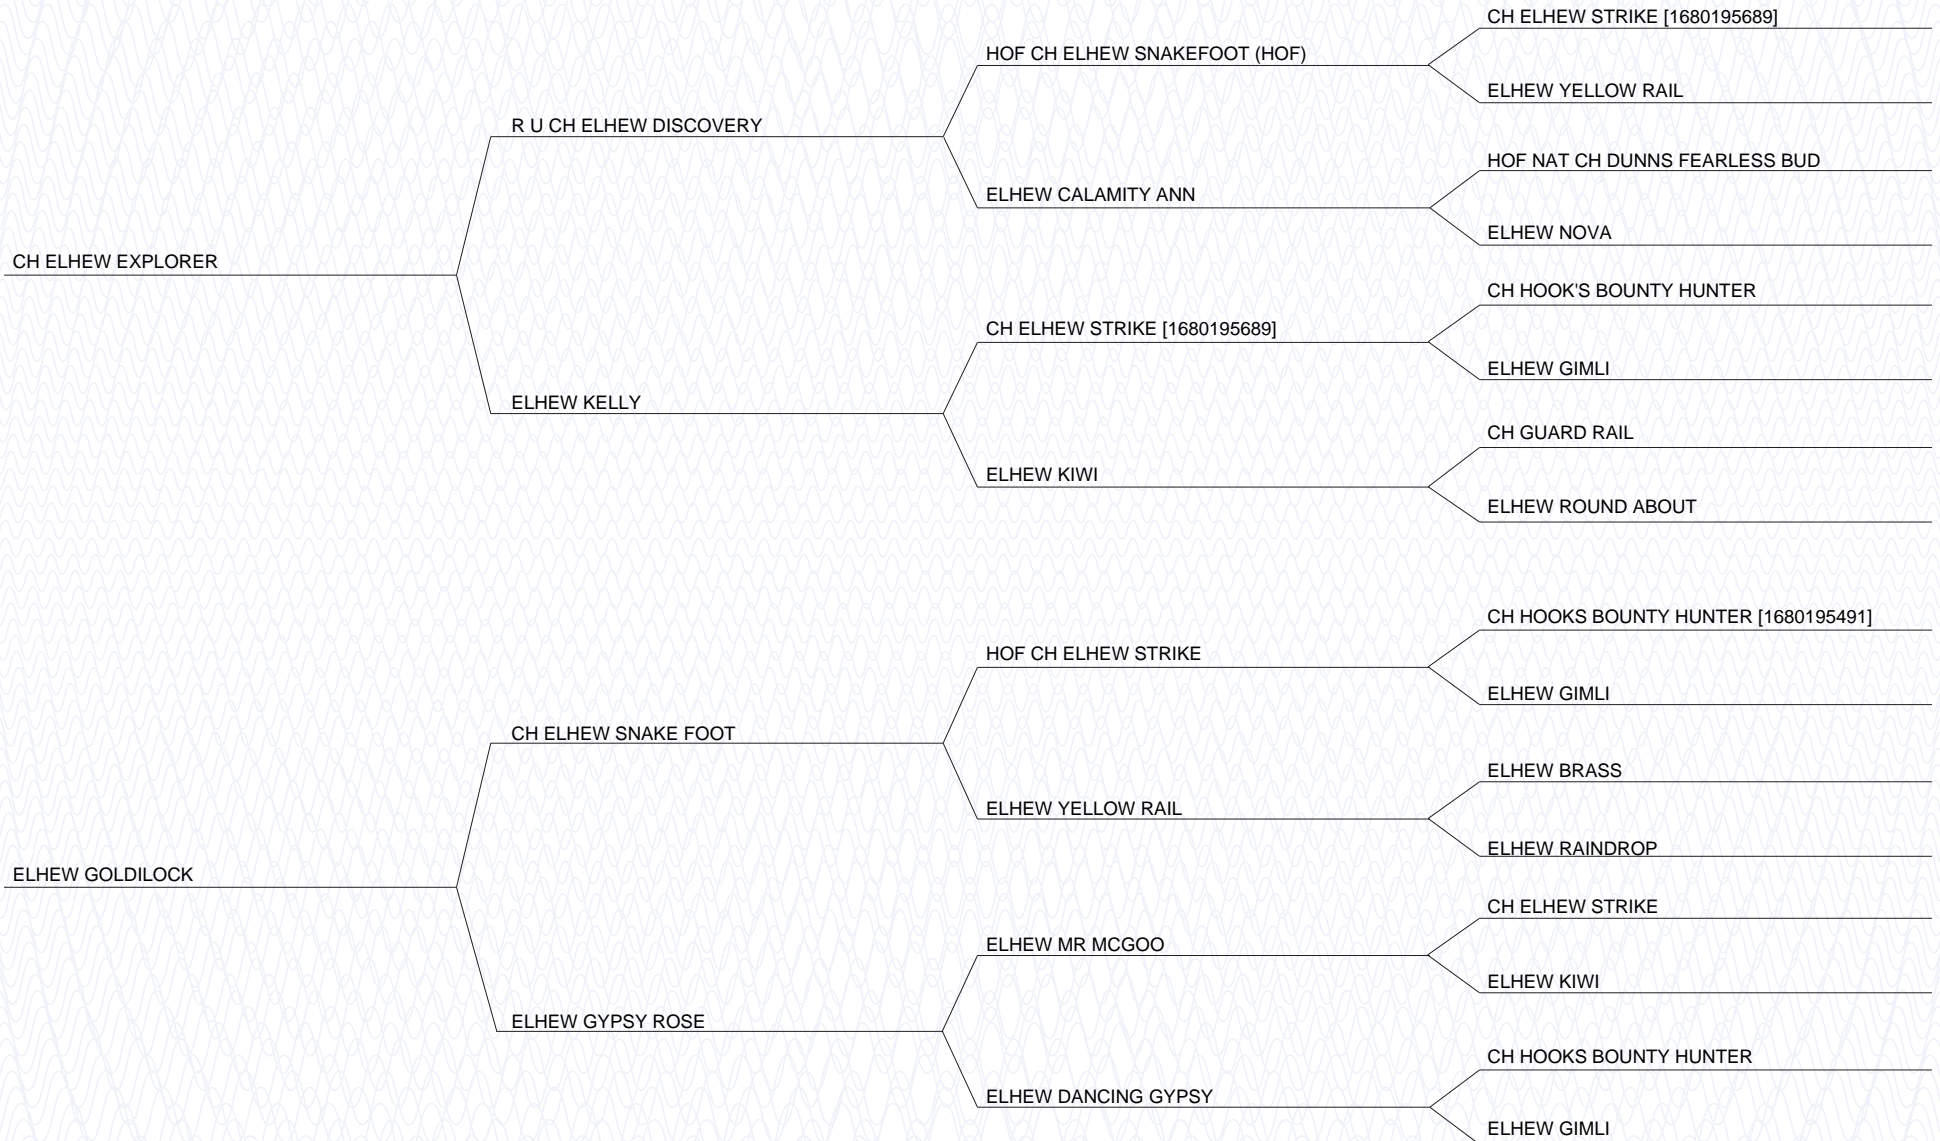 CH ELHEW STRIKE [1680195689]
HOF CH ELHEW SNAKEFOOT (HOF)
ELHEW YELLOW RAIL
R U CH ELHEW DISCOVERY
HOF NAT CH DUNNS FEARLESS BUD
ELHEW CALAMITY ANN
ELHEW NOVA
CH ELHEW EXPLORER
CH HOOK'S BOUNTY HUNTER
CH ELHEW STRIKE [1680195689]
ELHEW GIMLI
ELHEW KELLY
CH GUARD RAIL
ELHEW KIWI
ELHEW ROUND ABOUT
CH HOOKS BOUNTY HUNTER [1680195491]
HOF CH ELHEW STRIKE
ELHEW GIMLI
CH ELHEW SNAKE FOOT
ELHEW BRASS
ELHEW YELLOW RAIL
ELHEW RAINDROP
ELHEW GOLDILOCK
CH ELHEW STRIKE
ELHEW MR MCGOO
ELHEW KIWI
ELHEW GYPSY ROSE
CH HOOKS BOUNTY HUNTER
ELHEW DANCING GYPSY
ELHEW GIMLI